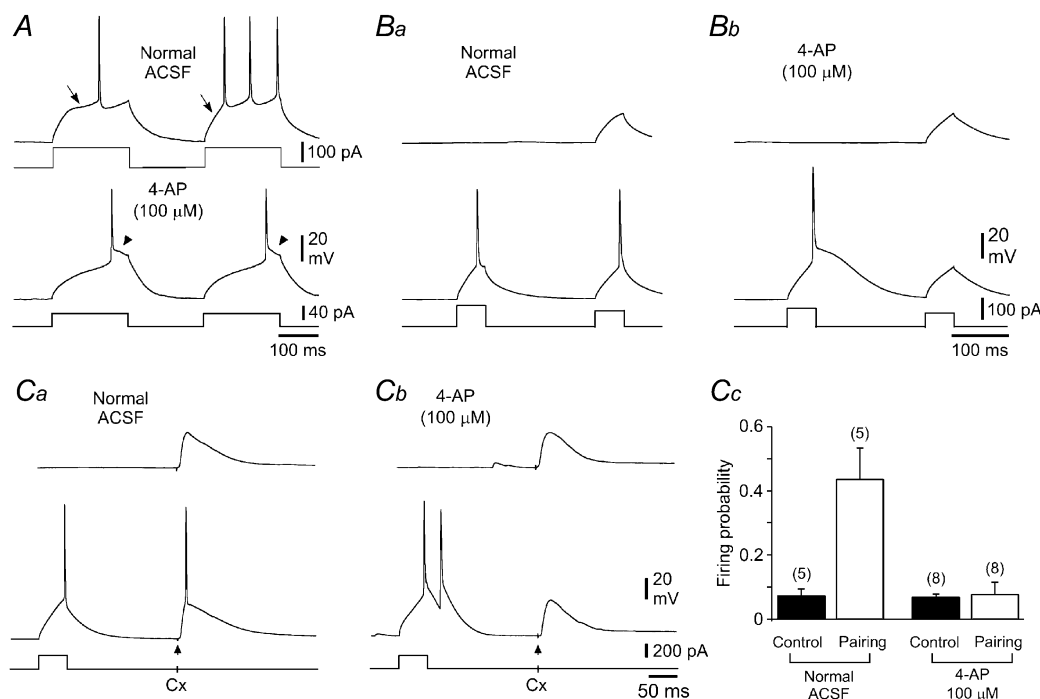 A
Normal
ACSF
100 pA
4-AP
(100 μM)
20
mV
40 pA
100 ms
Ba
Normal
ACSF
Bb
4-AP
(100 μM)
20
mV
100 pA
100 ms
Ca
Normal
ACSF
Cx
Cb
4-AP
(100 μM)
20
mV
200 pA
Cx
50 ms
Cc
Firing probability
0.6
0.4
0.2
0
(5)
(5)
(8)
(8)
Control Pairing Control Pairing
Normal
ACSF
4-AP
100 μM